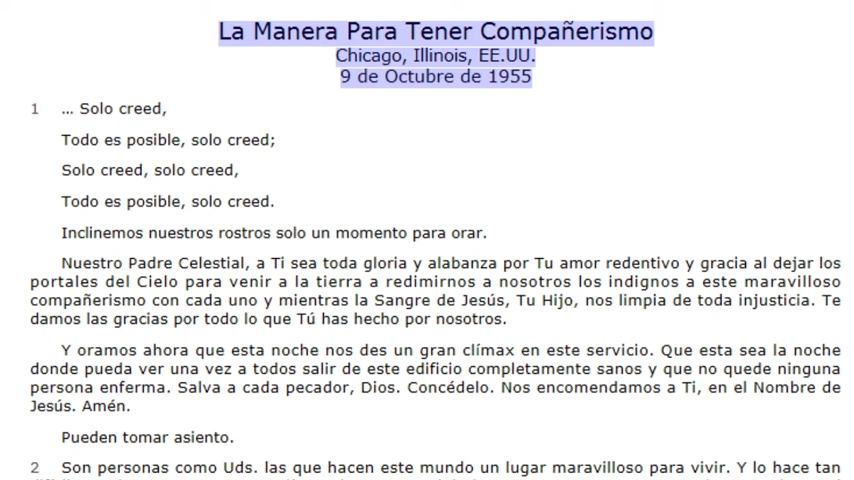 La Manera Para Tener Compañerismo
Chicago, Illinois, EE.UU.
9 de Octubre de 1955
1 ... Solo creed,
Todo es posible, solo creed;
Solo creed, solo creed,
Todo es posible, solo creed.
Inclinemos nuestros rostros solo un momento para orar.
Nuestro Padre Celestial, a Ti sea toda gloria y alabanza por Tu amor redentivo y gracia al dejar los
portales del Cielo para venir a la tierra a redimirnos a nosotros los indignos a este maravilloso
compañerismo con cada uno y mientras la Sangre de Jesús, Tu Hijo, nos limpia de toda injusticia. Te
damos las gracias por todo lo que Tú has hecho por nosotros.
Y oramos ahora que esta noche nos des un gran clímax en este servicio. Que esta sea la noche
donde pueda ver una vez a todos salir de este edificio completamente sanos y que no quede ninguna
persona enferma. Salva a cada pecador, Dios. Concédelo. Nos encomendamos a Ti, en el Nombre de
Jesús. Amén.
Pueden tomar asiento.
2 Son personas como Uds. las que hacen este mundo un lugar maravilloso para vivir. Y lo hace tan